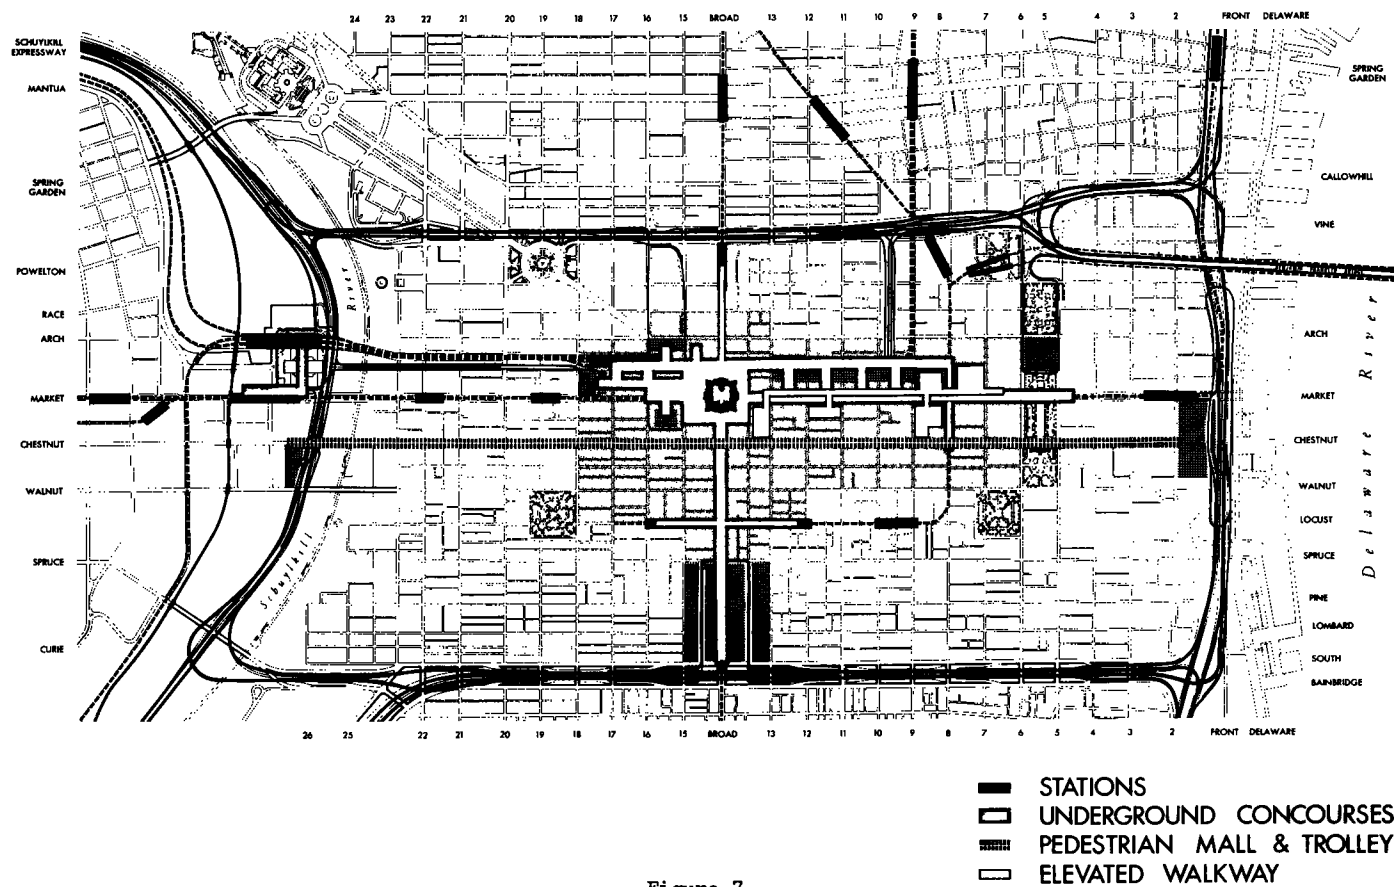 24 23 22 21 20 19 18 17 16 15 BROAD 13 12 11 10 9 8 7 6 5 4 3 2 FRONT DELAWARE
SCHUYLKILL
EXPRESSWAY
MANTUA
SPRING
GARDEN
POWELTON
RACE
ARCH
MARKET
CHESTNUT
WALNUT
SPRUCE
CURIE
River
Schuylkill
SPRING
GARDEN
CALLOWHILL
VINE
ARCH
MARKET
CHESTNUT
WALNUT
LOCUST
SPRUCE
PINE
LOMBARD
SOUTH
BAINBRIDGE
Delaware River
26 25 22 21 20 19 18 17 16 15 BROAD 13 12 11 10 9 8 7 6 5 4 3 2 FRONT DELAWARE
STATIONS
UNDERGROUND CONCOURSES
PEDESTRIAN MALL & TROLLEY
ELEVATED WALKWAY
Figure 7